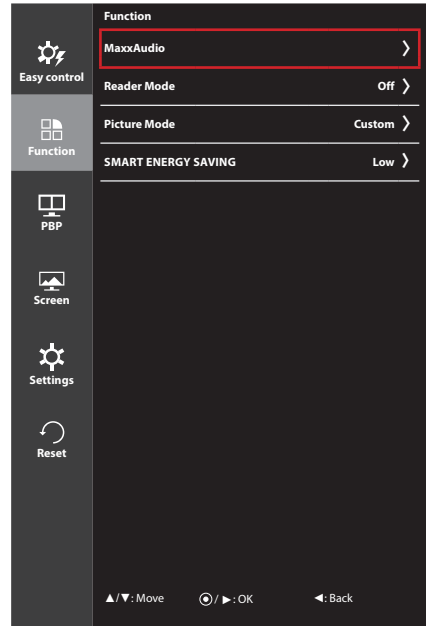 Function
MaxxAudio
Easy control
Reader Mode Off
Picture Mode Custom
Function
SMART ENERGY SAVING Low
PBP
Screen
Settings
Reset
▲/▼: Move ⦿/ ►: OK ◄: Back